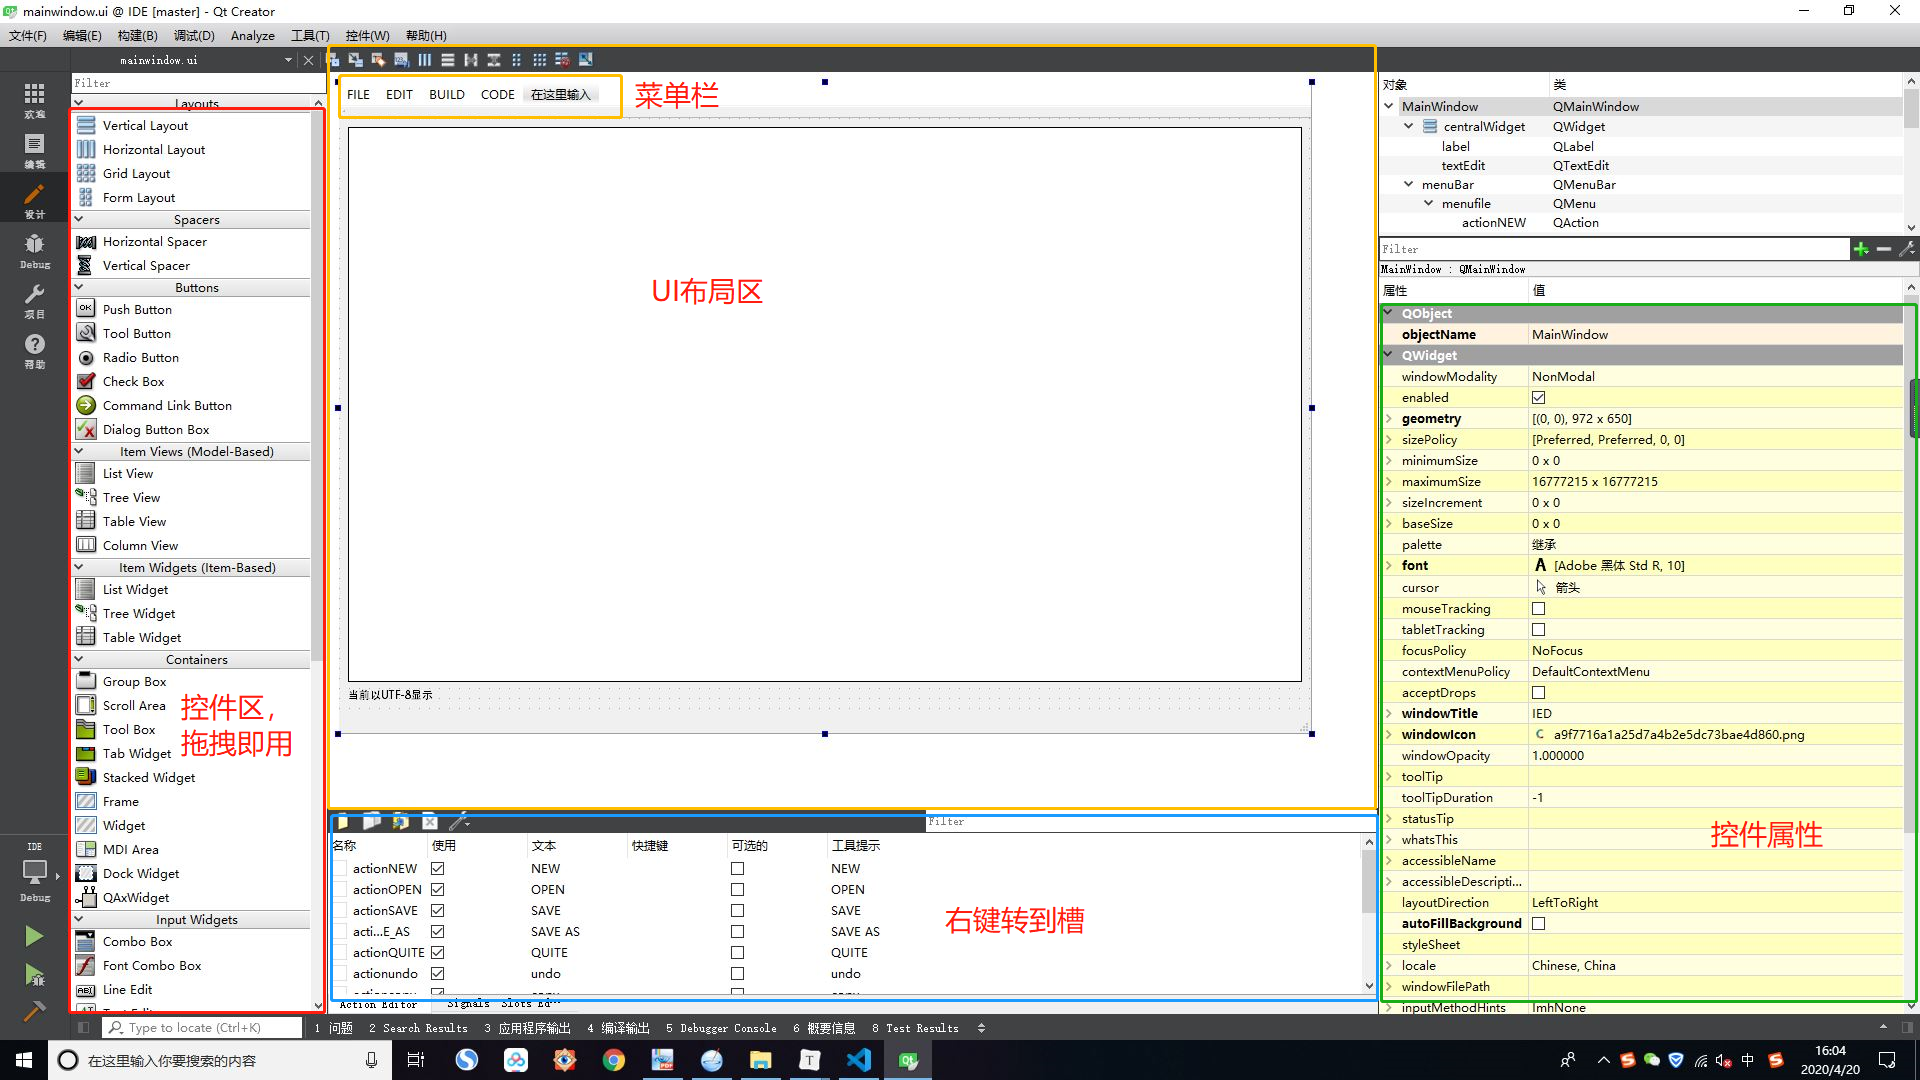 mainwindow.ui @ IDE [master] - Qt Creator
文件(F) 编辑(E) 构建(B) 调试(D) Analyze 工具(T) 控件(W) 帮助(H)
mainwindow.ui
Filter
欢迎
编辑
设计
Debug
项目
帮助
IDE
Debug
Layouts
Vertical Layout
Horizontal Layout
Grid Layout
Form Layout
Spacers
Horizontal Spacer
Vertical Spacer
Buttons
Push Button
Tool Button
Radio Button
Check Box
Command Link Button
Dialog Button Box
Item Views (Model-Based)
List View
Tree View
Table View
Column View
Item Widgets (Item-Based)
List Widget
Tree Widget
Table Widget
Containers
Group Box
Scroll Area
Tool Box
Tab Widget
Stacked Widget
Frame
Widget
MDI Area
Dock Widget
QAxWidget
Input Widgets
Combo Box
Font Combo Box
Line Edit
控件区，
拖拽即用
FILE EDIT BUILD CODE 在这里输入
菜单栏
UI布局区
当前以UTF-8显示
Filter
名称 使用 文本 快捷键 可选的 工具提示
actionNEW NEW NEW
actionOPEN OPEN OPEN
actionSAVE SAVE SAVE
acti...E_AS SAVE AS SAVE AS
actionQUITE QUITE QUITE
actionundo undo undo
右键转到槽
Action Editor Signals Slots Ed…
对象 类
MainWindow QMainWindow
centralWidget QWidget
label QLabel
textEdit QTextEdit
menuBar QMenuBar
menufile QMenu
actionNEW QAction
Filter
MainWindow : QMainWindow
属性 值
QObject
objectName MainWindow
QWidget
windowModality NonModal
enabled
geometry [(0, 0), 972 x 650]
sizePolicy [Preferred, Preferred, 0, 0]
minimumSize 0 x 0
maximumSize 16777215 x 16777215
sizeIncrement 0 x 0
baseSize 0 x 0
palette 继承
font A [Adobe 黑体 Std R, 10]
cursor 箭头
mouseTracking
tabletTracking
focusPolicy NoFocus
contextMenuPolicy DefaultContextMenu
acceptDrops
windowTitle IED
windowIcon a9f7716a1a25d7a4b2e5dc73bae4d860.png
windowOpacity 1.000000
toolTip
toolTipDuration -1
statusTip
whatsThis
accessibleName
accessibleDescripti...
layoutDirection LeftToRight
autoFillBackground
styleSheet
locale Chinese, China
windowFilePath
inputMethodHints ImhNone
控件属性
Type to locate (Ctrl+K) 1 问题 2 Search Results 3 应用程序输出 4 编译输出 5 Debugger Console 6 概要信息 8 Test Results
在这里输入你要搜索的内容
中
16:04
2020/4/20